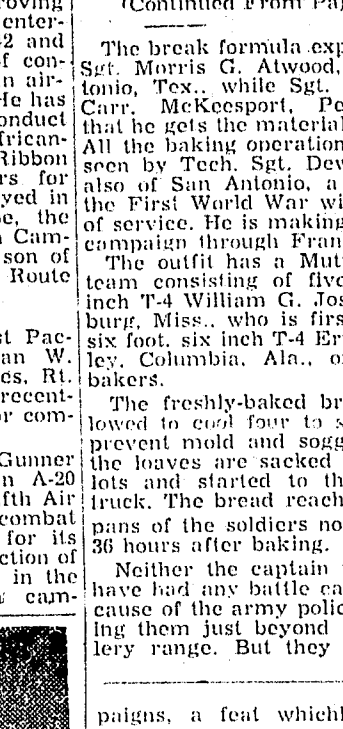 roving
enter-
-2 and
f con-
n air-
He has
onduct
frican-
Ribbon
rs for
yed in
pe, the
n Cam-
son of
Route
st Pac-
an W.
es, Rt.
recent-
or com-
Gunner
n A-20
fth Air
combat
for its
ction of
in the
cam-
(Continued From Pa
The break formula exp
Sgt. Morris G. Atwood,
tonio, Tex., while Sgt.
Carr, McKeesport, Pe
that he gets the material
All the baking operation
seen by Tech. Sgt. Dew
also of San Antonio, a
the First World War wi
of service. He is making
campaign through Fran
The outfit has a Mut
team consisting of five
inch T-4 William G. Jos
burg, Miss., who is firs
six foot, six inch T-4 Er
ley, Columbia, Ala., o
bakers.
The freshly-baked br
lowed to cool four to s
prevent mold and sogg
the loaves are sacked
lots and started to th
truck. The bread reach
pans of the soldiers no
36 hours after baking.
Neither the captain
have had any battle ca
cause of the army polic
ing them just beyond
lery range. But they
paigns, a feat which